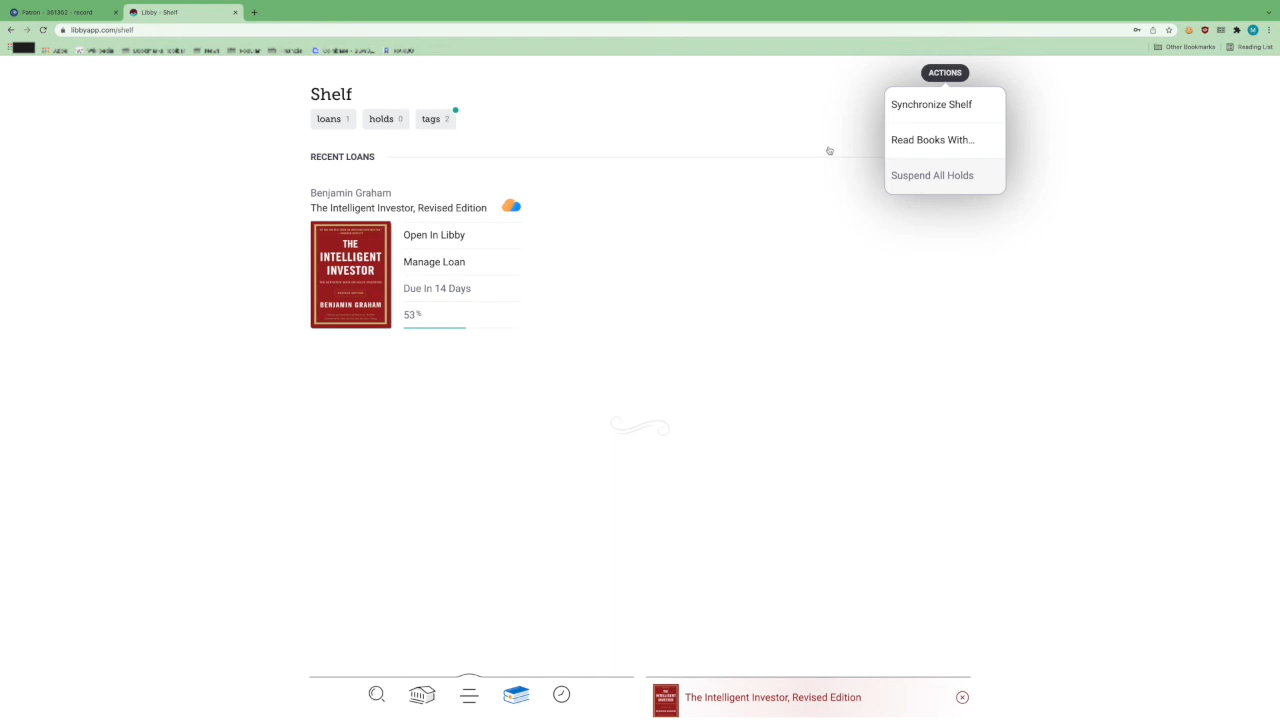 Patron - 361352 - record
Libby - Shelf
libbyapp.com/shelf
M
Other Bookmarks
Reading List
ACTIONS
Synchronize Shelf
Read Books With...
Suspend All Holds
Shelf
loans 1
holds 0
tags 2
RECENT LOANS
Benjamin Graham
The Intelligent Investor, Revised Edition
THE
INTELLIGENT
INVESTOR
REVISED EDITION
BENJAMIN GRAHAM
Open In Libby
Manage Loan
Due In 14 Days
53%
The Intelligent Investor, Revised Edition